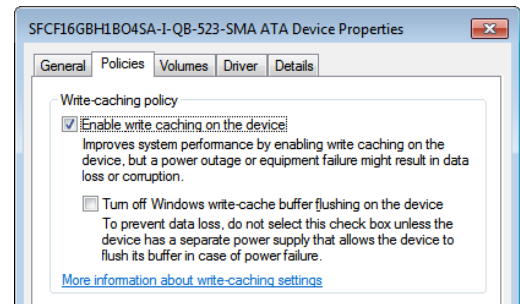 SFCF16GBH1BO4SA-I-QB-523-SMA ATA Device Properties
General Policies Volumes Driver Details
Write-caching policy
Enable write caching on the device
Improves system performance by enabling write caching on the
device, but a power outage or equipment failure might result in data
loss or corruption.
Turn off Windows write-cache buffer flushing on the device
To prevent data loss, do not select this check box unless the
device has a separate power supply that allows the device to
flush its buffer in case of power failure.
More information about write-caching settings